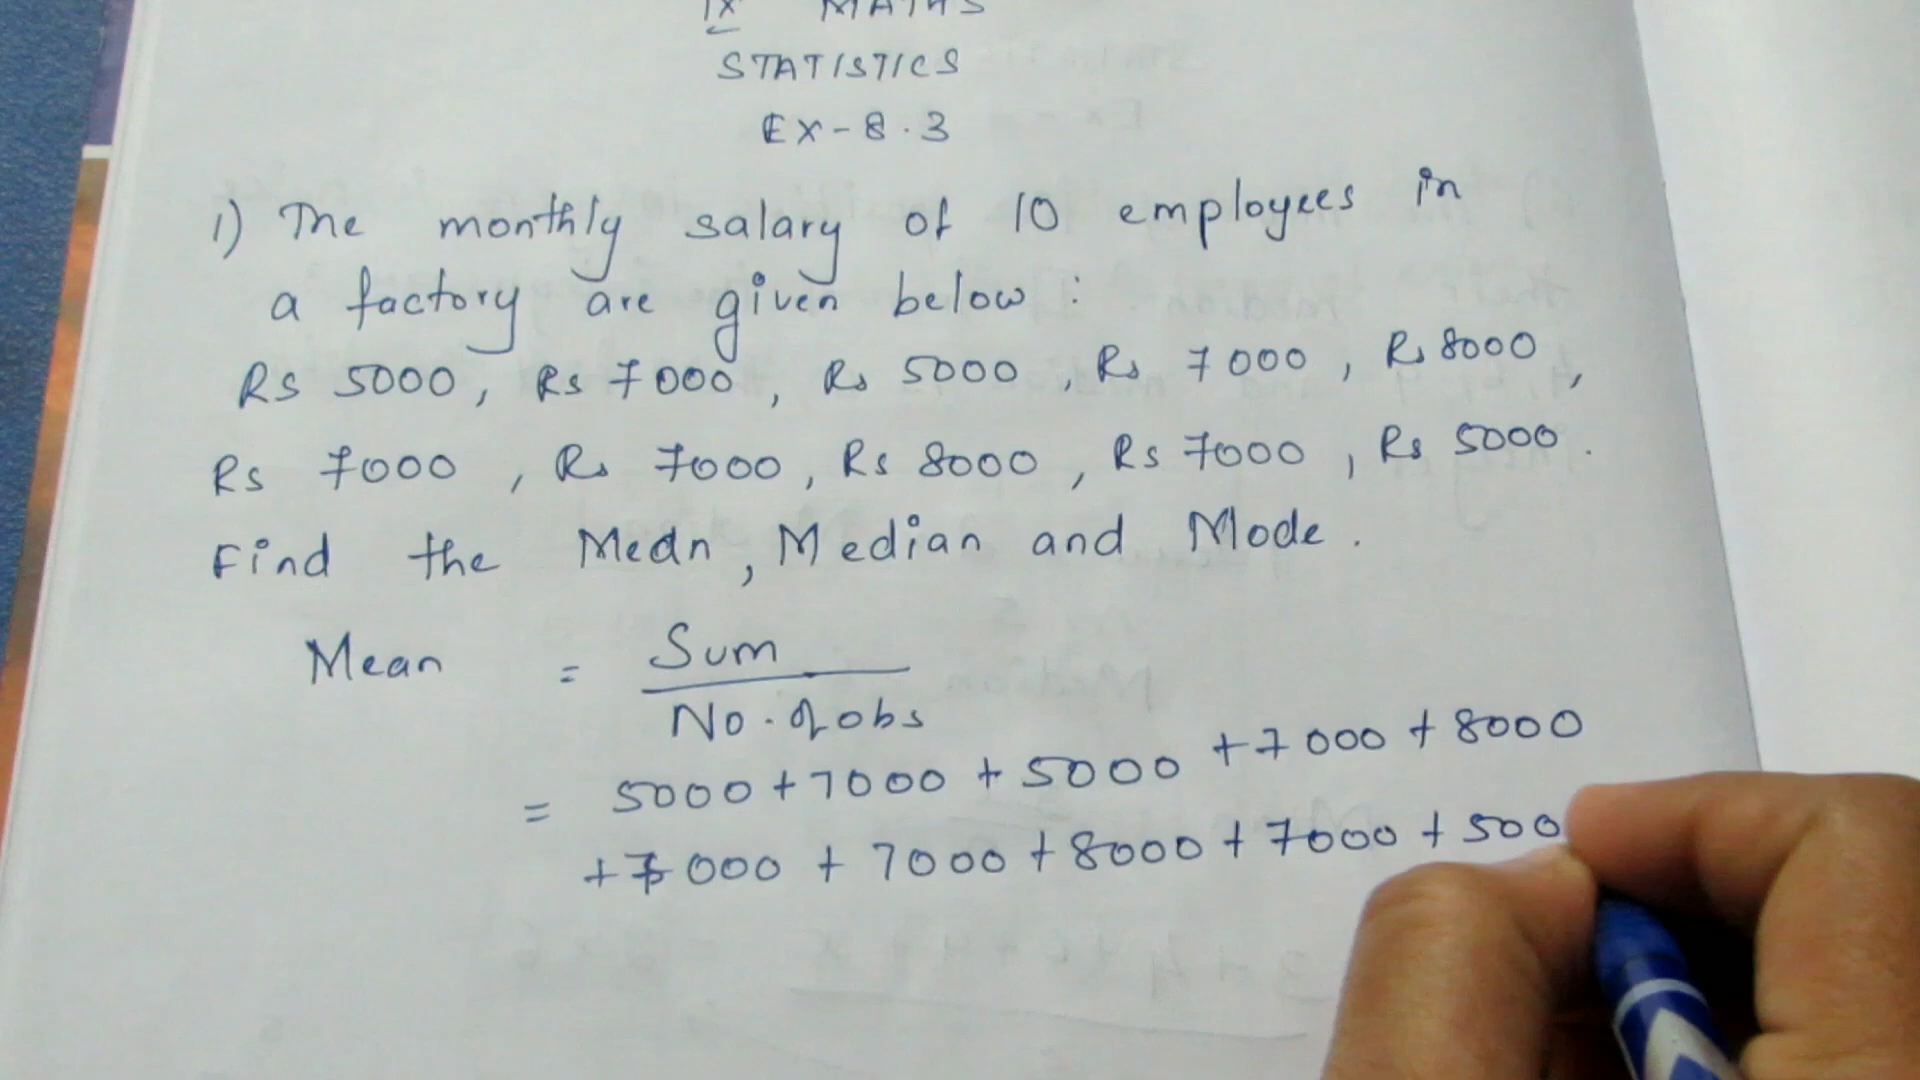 IX MATHS
STATISTICS
EX-8.3
1) The monthly salary of 10 employees in
a factory are given below:
Rs 5000, Rs 7000, Rs 5000, Rs 7000, Rs 8000,
Rs 7000, Rs 7000, Rs 8000, Rs 7000, Rs 5000.
Find the Mean, Median and Mode.
Mean = Sum
No. of obs
= 5000+7000+5000+7000+8000
+7000+7000+8000+7000+500